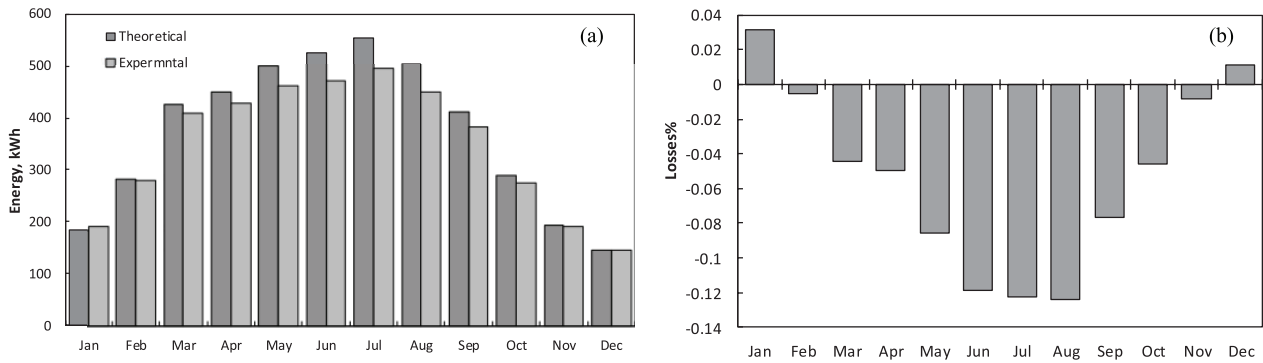 600
500
400
300
200
100
0
Energy, kWh
Theoretical
Expermntal
(a)
Jan Feb Mar Apr May Jun Jul Aug Sep Oct Nov Dec
0.04
0.02
0
-0.02
-0.04
-0.06
-0.08
-0.1
-0.12
-0.14
Losses%
(b)
Jan Feb Mar Apr May Jun Jul Aug Sep Oct Nov Dec